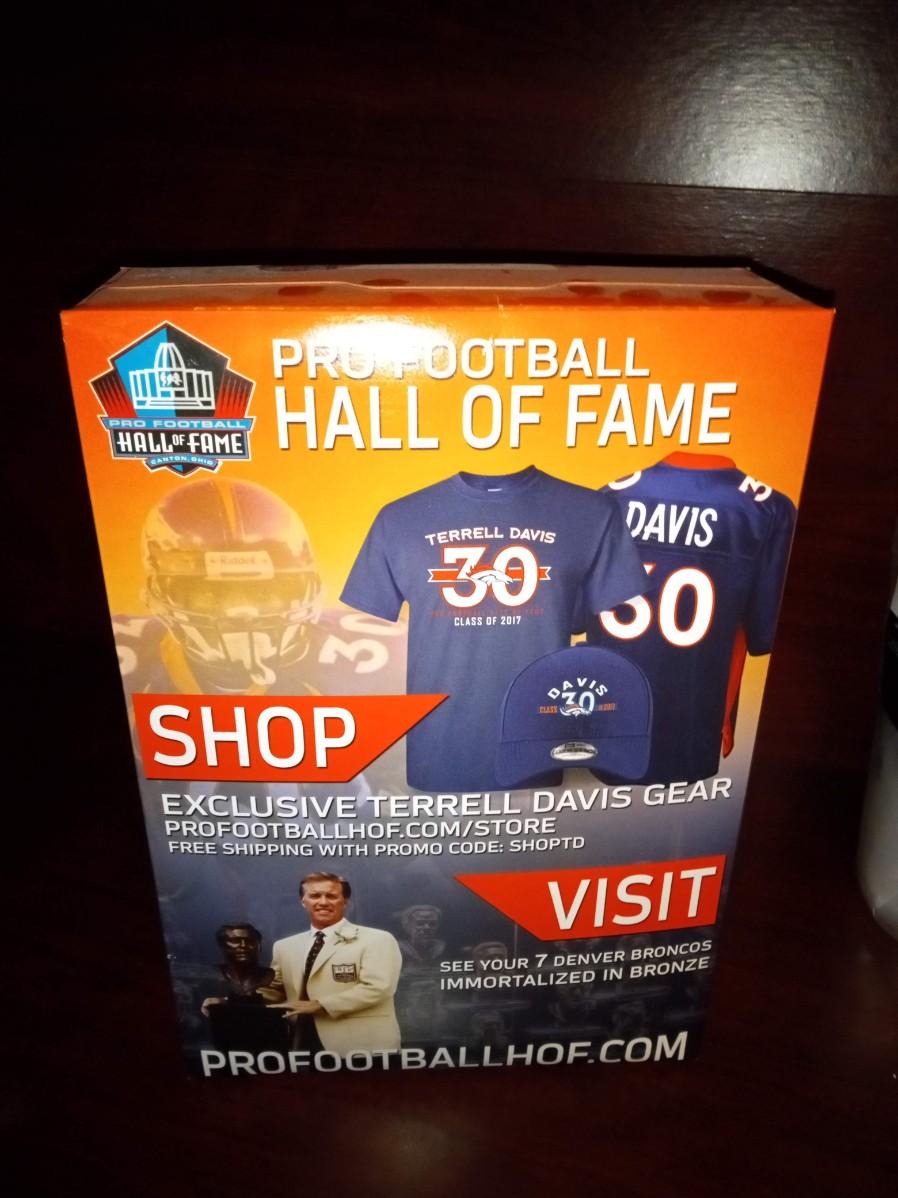 PRO FOOTBALL
HALL OF FAME
PRO FOOTBALL
HALL OF FAME
CANTON, OHIO
Riddell
TERRELL DAVIS
30
CLASS OF 2017
DAVIS
30
DAVIS
30
CLASS
SHOP
EXCLUSIVE TERRELL DAVIS GEAR
PROFOOTBALLHOF.COM/STORE
FREE SHIPPING WITH PROMO CODE: SHOPTD
VISIT
SEE YOUR 7 DENVER BRONCOS
IMMORTALIZED IN BRONZE
PROFOOTBALLHOF.COM